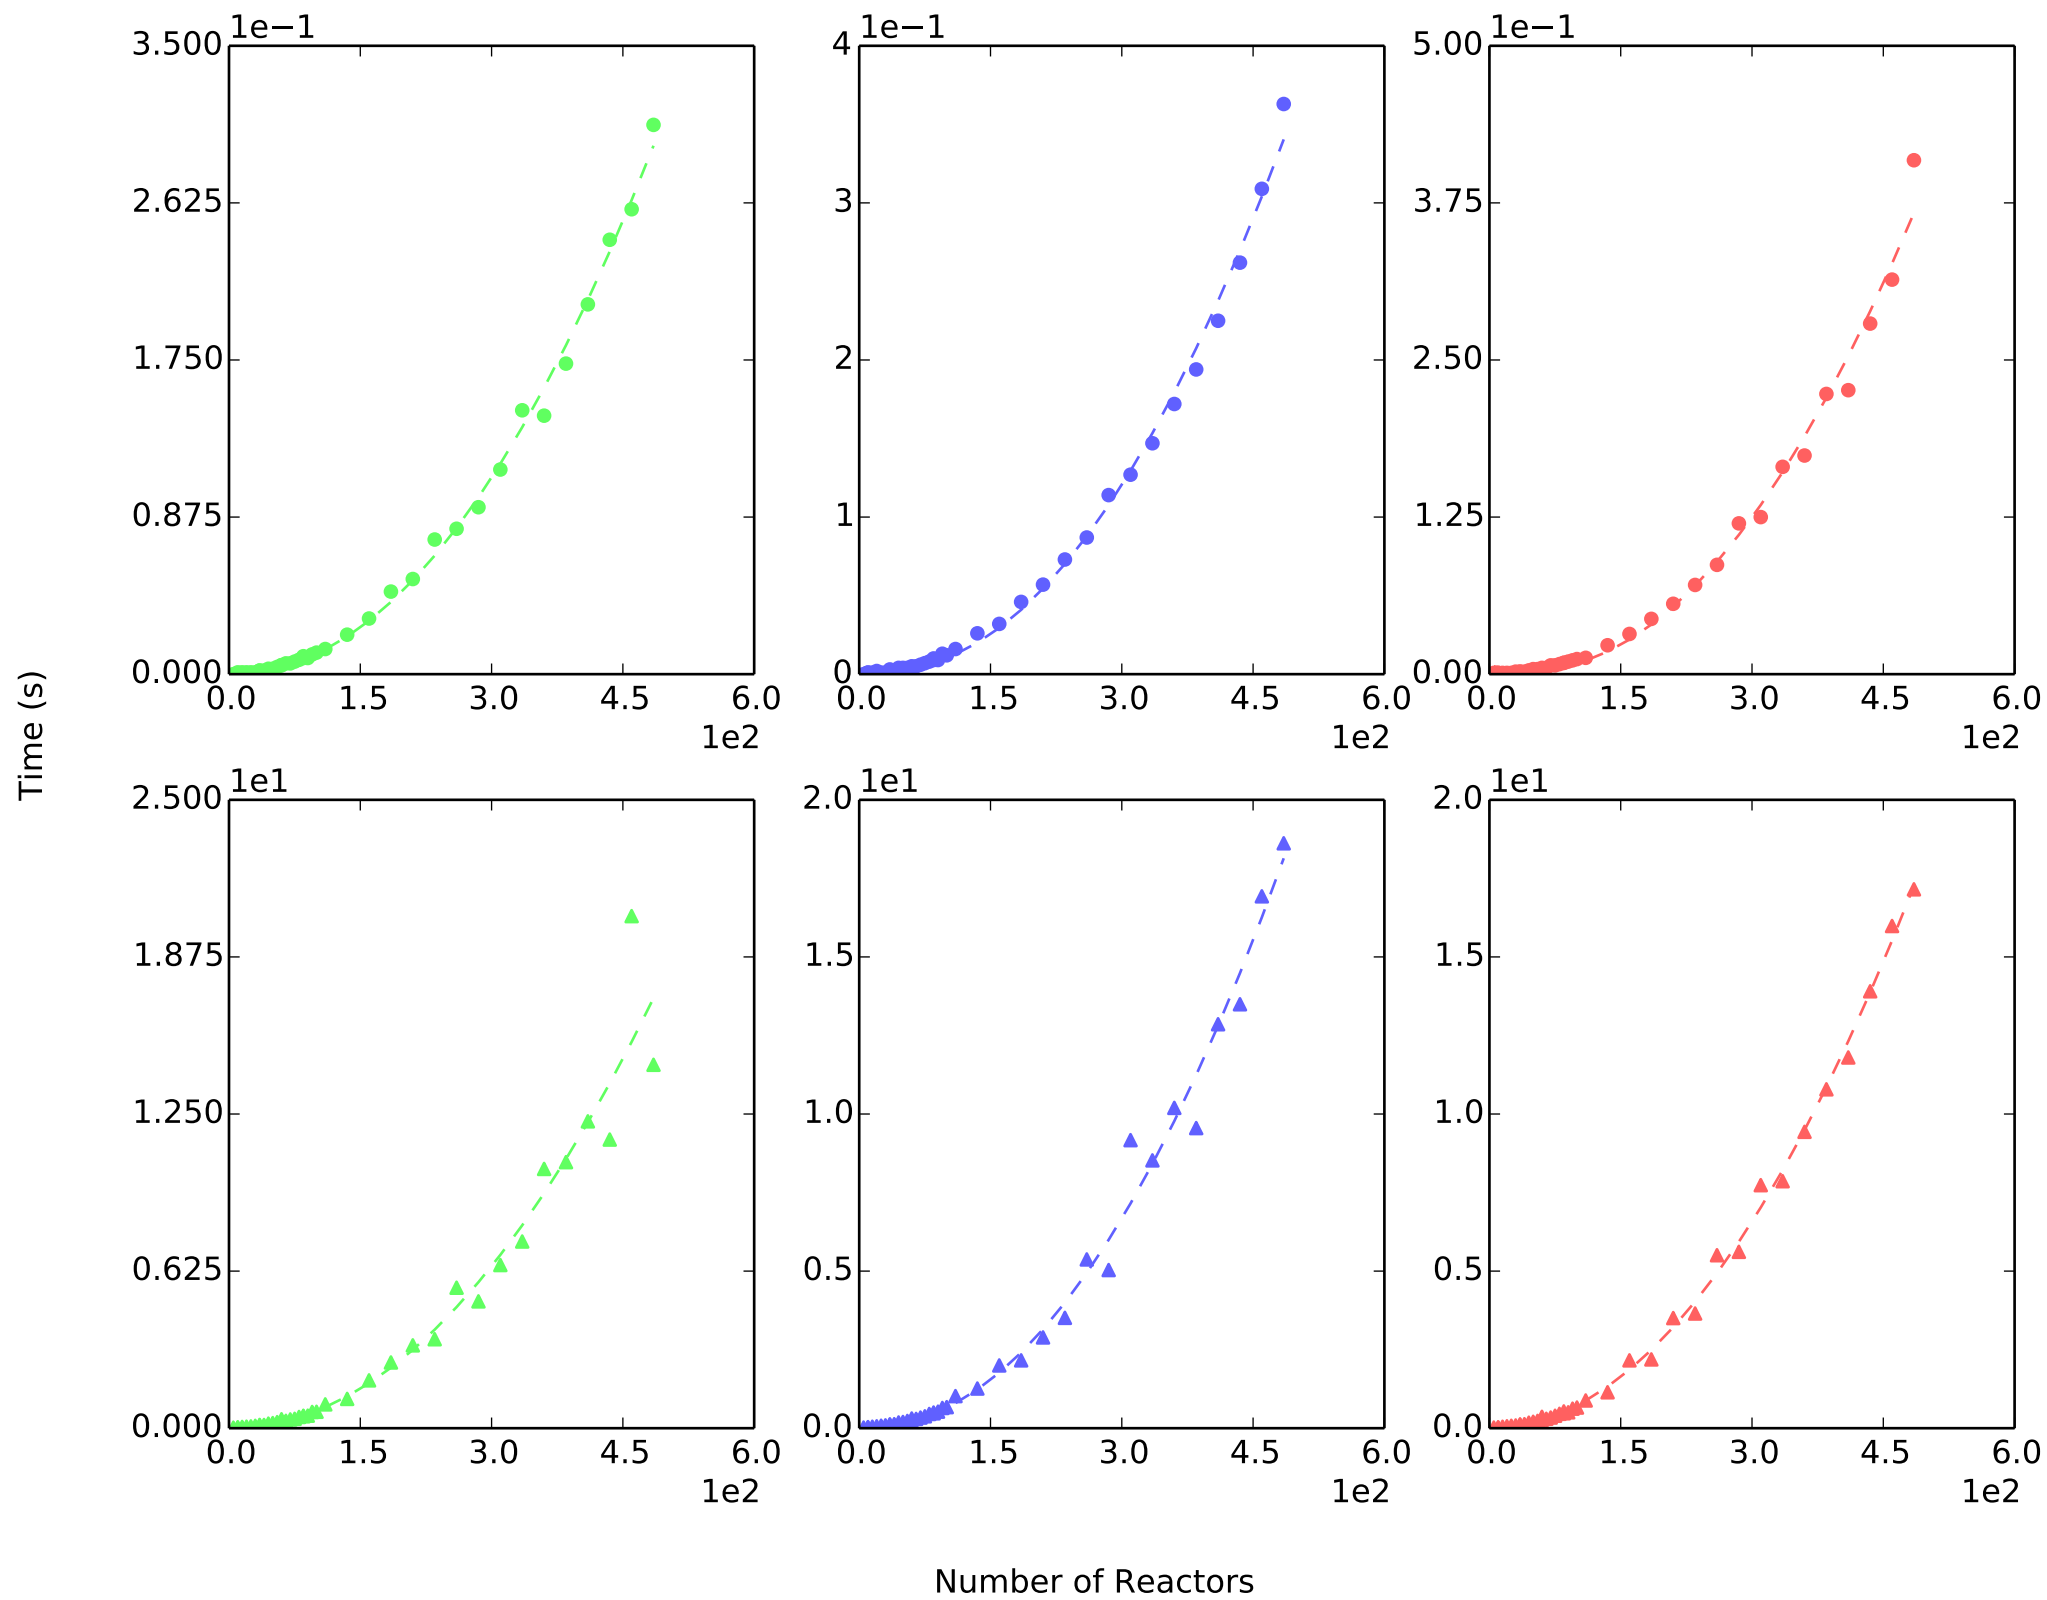 1e−1 1e−1 1e−1
3.500 4 5.00
2.625 3 3.75
1.750 2 2.50
0.875 1 1.25
0.000 0 0.00
0.0 1.5 3.0 4.5 6.0 0.0 1.5 3.0 4.5 6.0 0.0 1.5 3.0 4.5 6.0
1e2 1e2 1e2
Time (s)
1e1 1e1 1e1
2.500 2.0 2.0
1.875 1.5 1.5
1.250 1.0 1.0
0.625 0.5 0.5
0.000 0.0 0.0
0.0 1.5 3.0 4.5 6.0 0.0 1.5 3.0 4.5 6.0 0.0 1.5 3.0 4.5 6.0
1e2 1e2 1e2
Number of Reactors